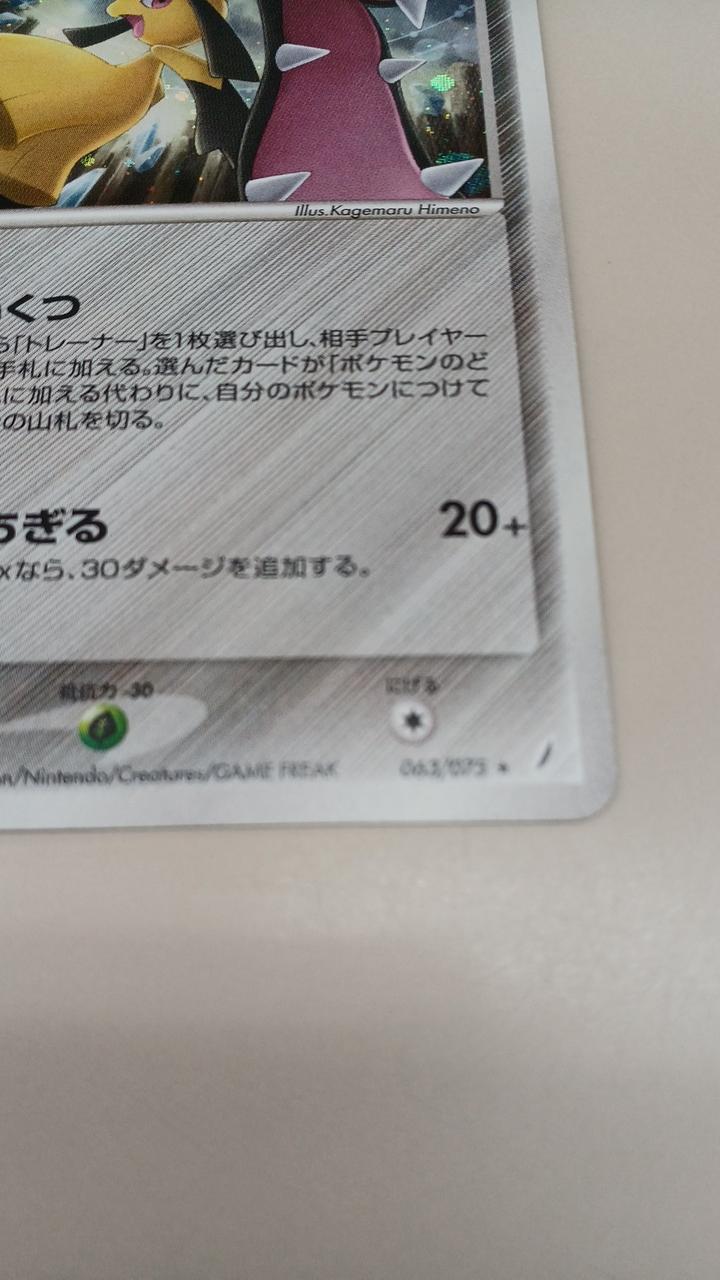 Illus.Kagemaru Himeno
くつ
「トレーナー」を1枚選び出し、相手プレイヤー
手札に加える。選んだカードが「ポケモンのど
に加える代わりに、自分のポケモンにつけて
の山札を切る。
ちぎる 20+
xなら、30ダメージを追加する。
抵抗力 -30 にげる
/Nintendo/Creatures/GAME FREAK 063/075 ★